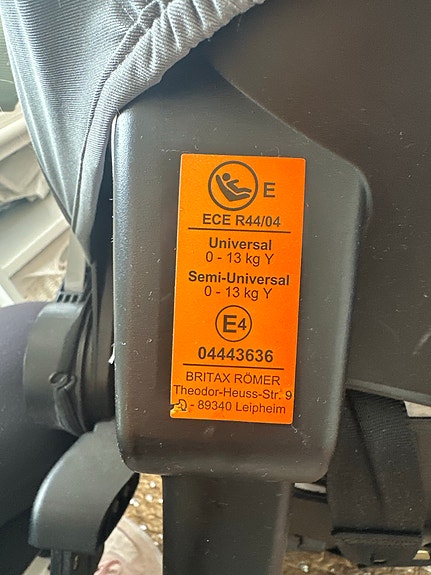 E
ECE R44/04
Universal
0 - 13 kg Y
Semi-Universal
0 - 13 kg Y
E4
04443636
BRITAX RÖMER
Theodor-Heuss-Str. 9
D - 89340 Leipheim